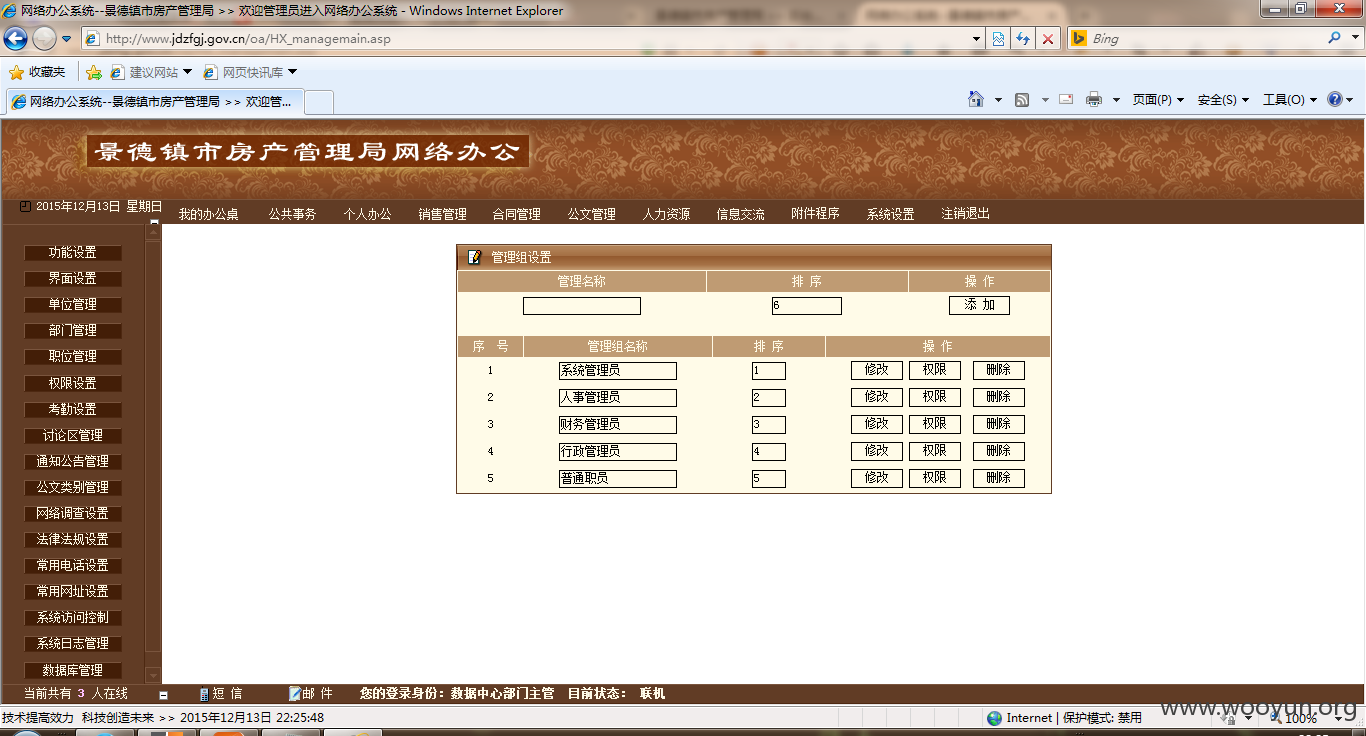 网络办公系统--景德镇市房产管理局 >> 欢迎管理员进入网络办公系统 - Windows Internet Explorer
http://www.jdzfgj.gov.cn/oa/HX_managemain.asp
Bing
收藏夹 建议网站 网页快讯库
网络办公系统--景德镇市房产管理局 >> 欢迎管...
页面(P) 安全(S) 工具(O)
景德镇市房产管理局网络办公
2015年12月13日 星期日
我的办公桌 公共事务 个人办公 销售管理 合同管理 公文管理 人力资源 信息交流 附件程序 系统设置 注销退出
功能设置
界面设置
单位管理
部门管理
职位管理
权限设置
考勤设置
讨论区管理
通知公告管理
公文类别管理
网络调查设置
法律法规设置
常用电话设置
常用网址设置
系统访问控制
系统日志管理
数据库管理
管理组设置
管理名称 排 序 操 作
6 添 加
序 号 管理组名称 排 序 操 作
1 系统管理员 1 修改 权限 删除
2 人事管理员 2 修改 权限 删除
3 财务管理员 3 修改 权限 删除
4 行政管理员 4 修改 权限 删除
5 普通职员 5 修改 权限 删除
当前共有 3 人在线 短 信 邮 件 您的登录身份：数据中心部门主管 目前状态： 联机
技术提高效力 科技创造未来 >> 2015年12月13日 22:25:48
Internet | 保护模式: 禁用
100%
www.wooyun.org